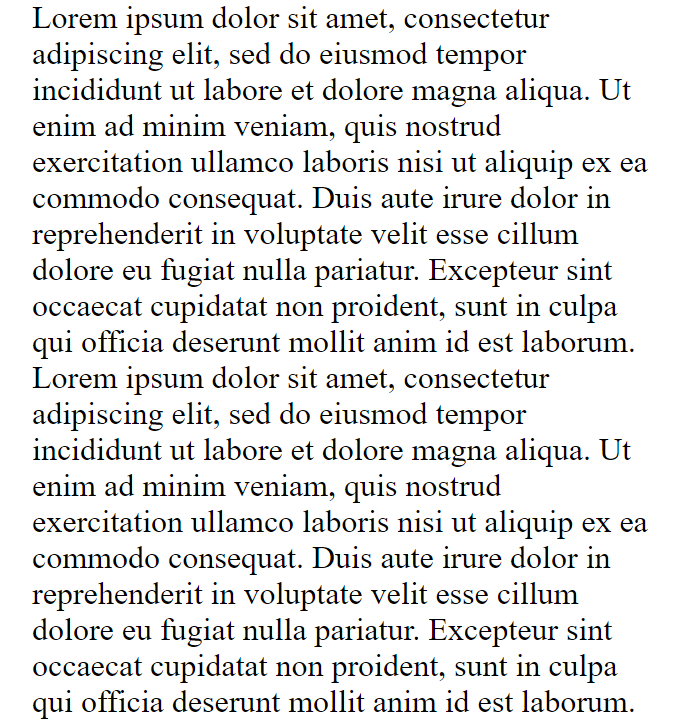 Lorem ipsum dolor sit amet, consectetur
adipiscing elit, sed do eiusmod tempor
incididunt ut labore et dolore magna aliqua. Ut
enim ad minim veniam, quis nostrud
exercitation ullamco laboris nisi ut aliquip ex ea
commodo consequat. Duis aute irure dolor in
reprehenderit in voluptate velit esse cillum
dolore eu fugiat nulla pariatur. Excepteur sint
occaecat cupidatat non proident, sunt in culpa
qui officia deserunt mollit anim id est laborum.
Lorem ipsum dolor sit amet, consectetur
adipiscing elit, sed do eiusmod tempor
incididunt ut labore et dolore magna aliqua. Ut
enim ad minim veniam, quis nostrud
exercitation ullamco laboris nisi ut aliquip ex ea
commodo consequat. Duis aute irure dolor in
reprehenderit in voluptate velit esse cillum
dolore eu fugiat nulla pariatur. Excepteur sint
occaecat cupidatat non proident, sunt in culpa
qui officia deserunt mollit anim id est laborum.